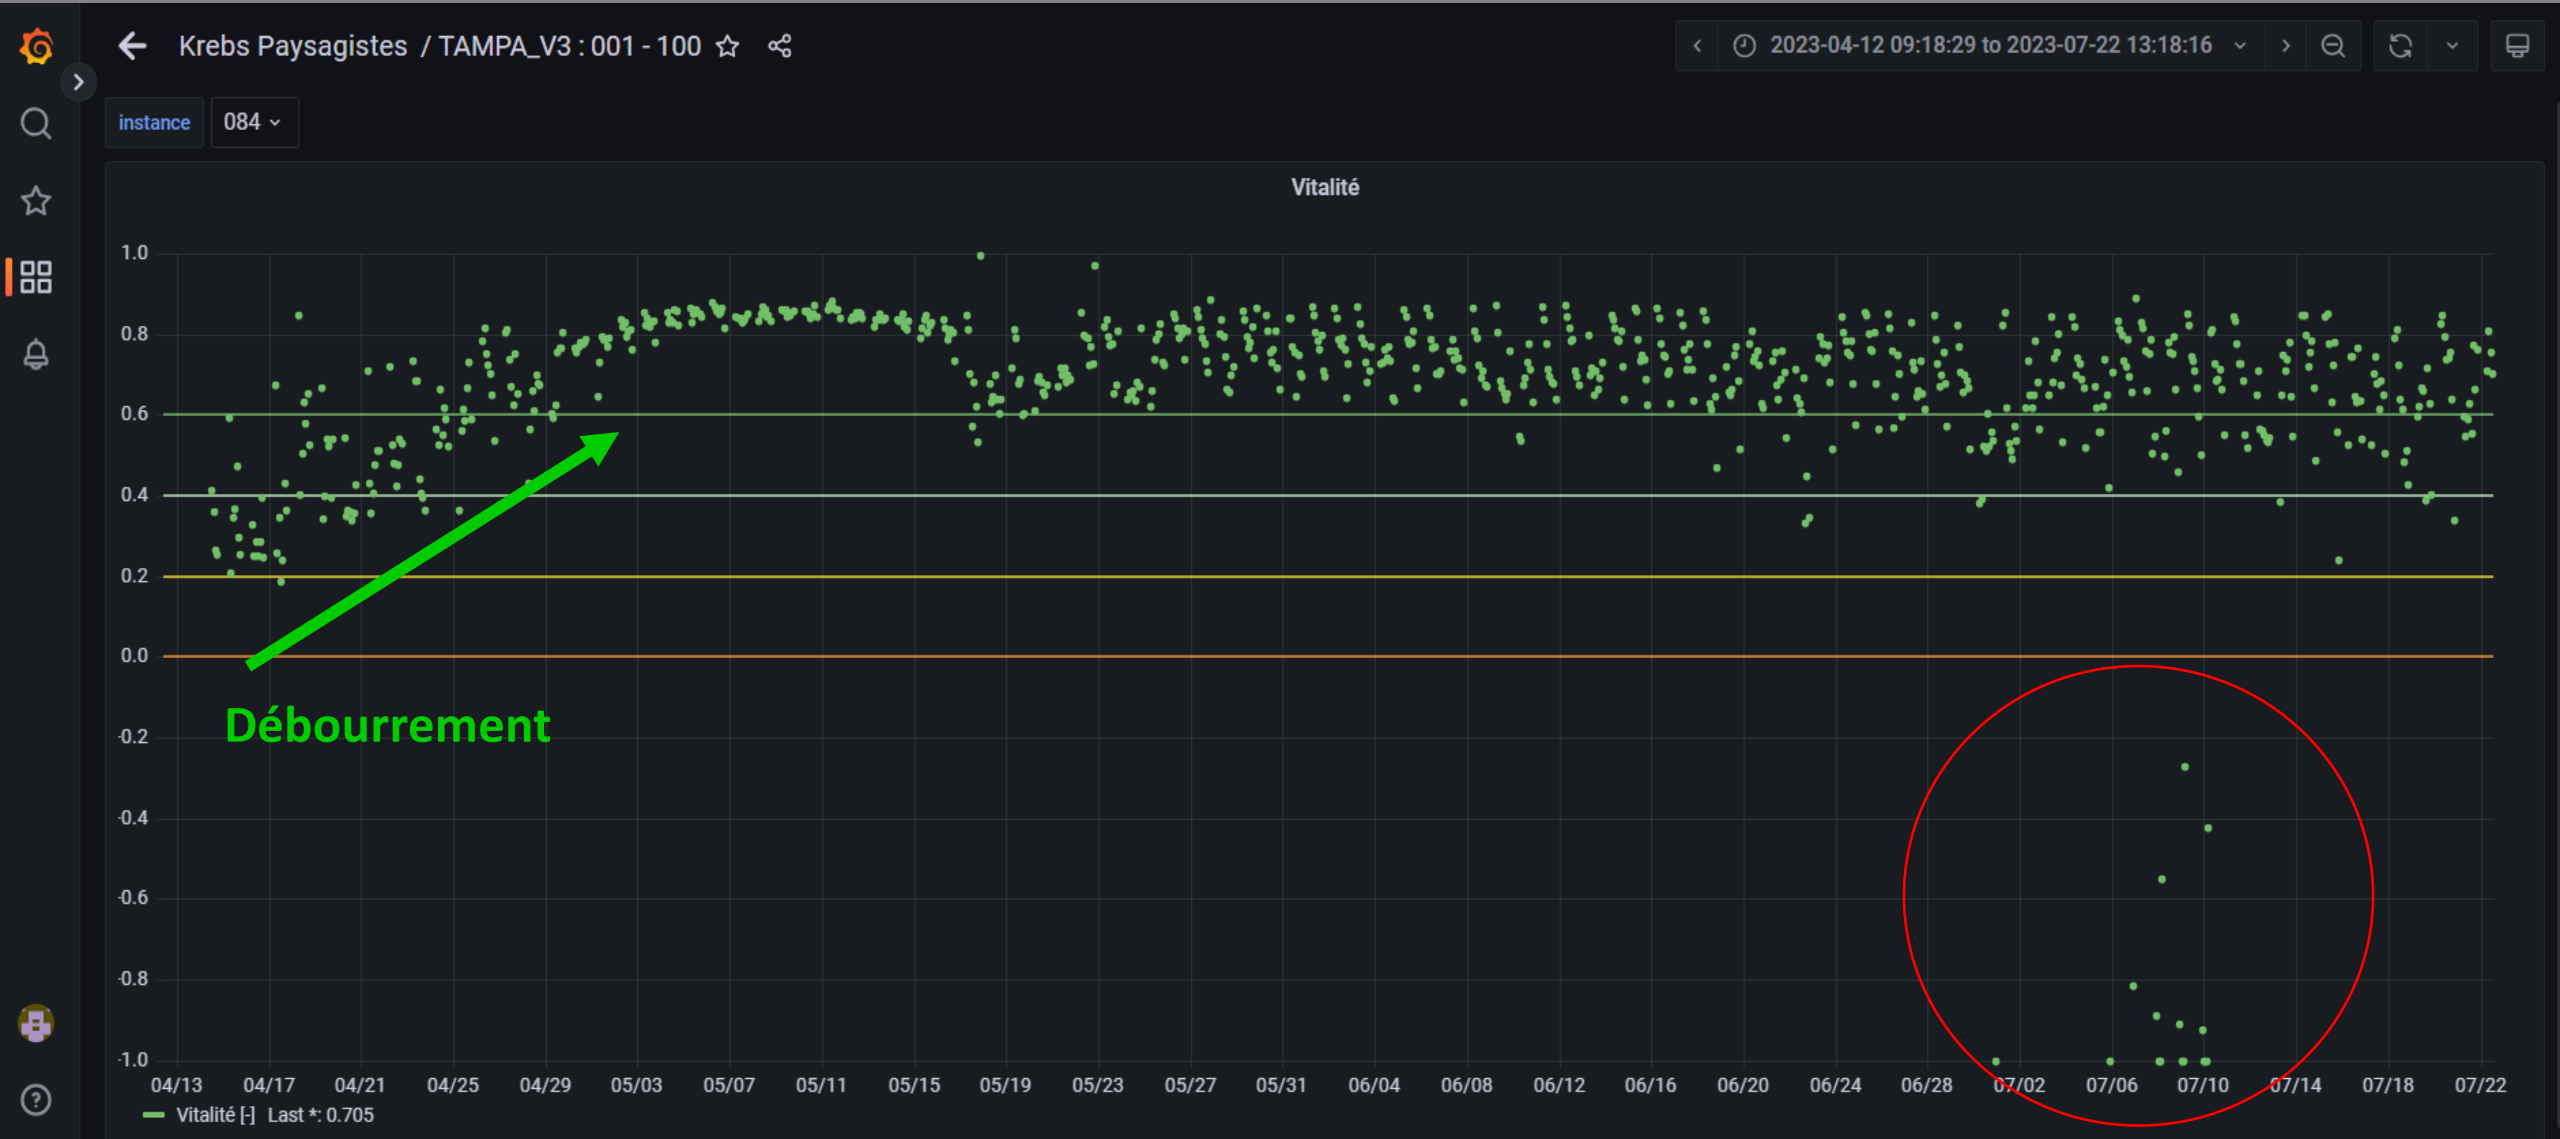 Krebs Paysagistes / TAMPA_V3 : 001 - 100
2023-04-12 09:18:29 to 2023-07-22 13:18:16
instance 084
Vitalité
1.0
0.8
0.6
0.4
0.2
0.0
-0.2
-0.4
-0.6
-0.8
-1.0
Débourrement
04/13 04/17 04/21 04/25 04/29 05/03 05/07 05/11 05/15 05/19 05/23 05/27 05/31 06/04 06/08 06/12 06/16 06/20 06/24 06/28 07/02 07/06 07/10 07/14 07/18 07/22
Vitalité [-] Last *: 0.705